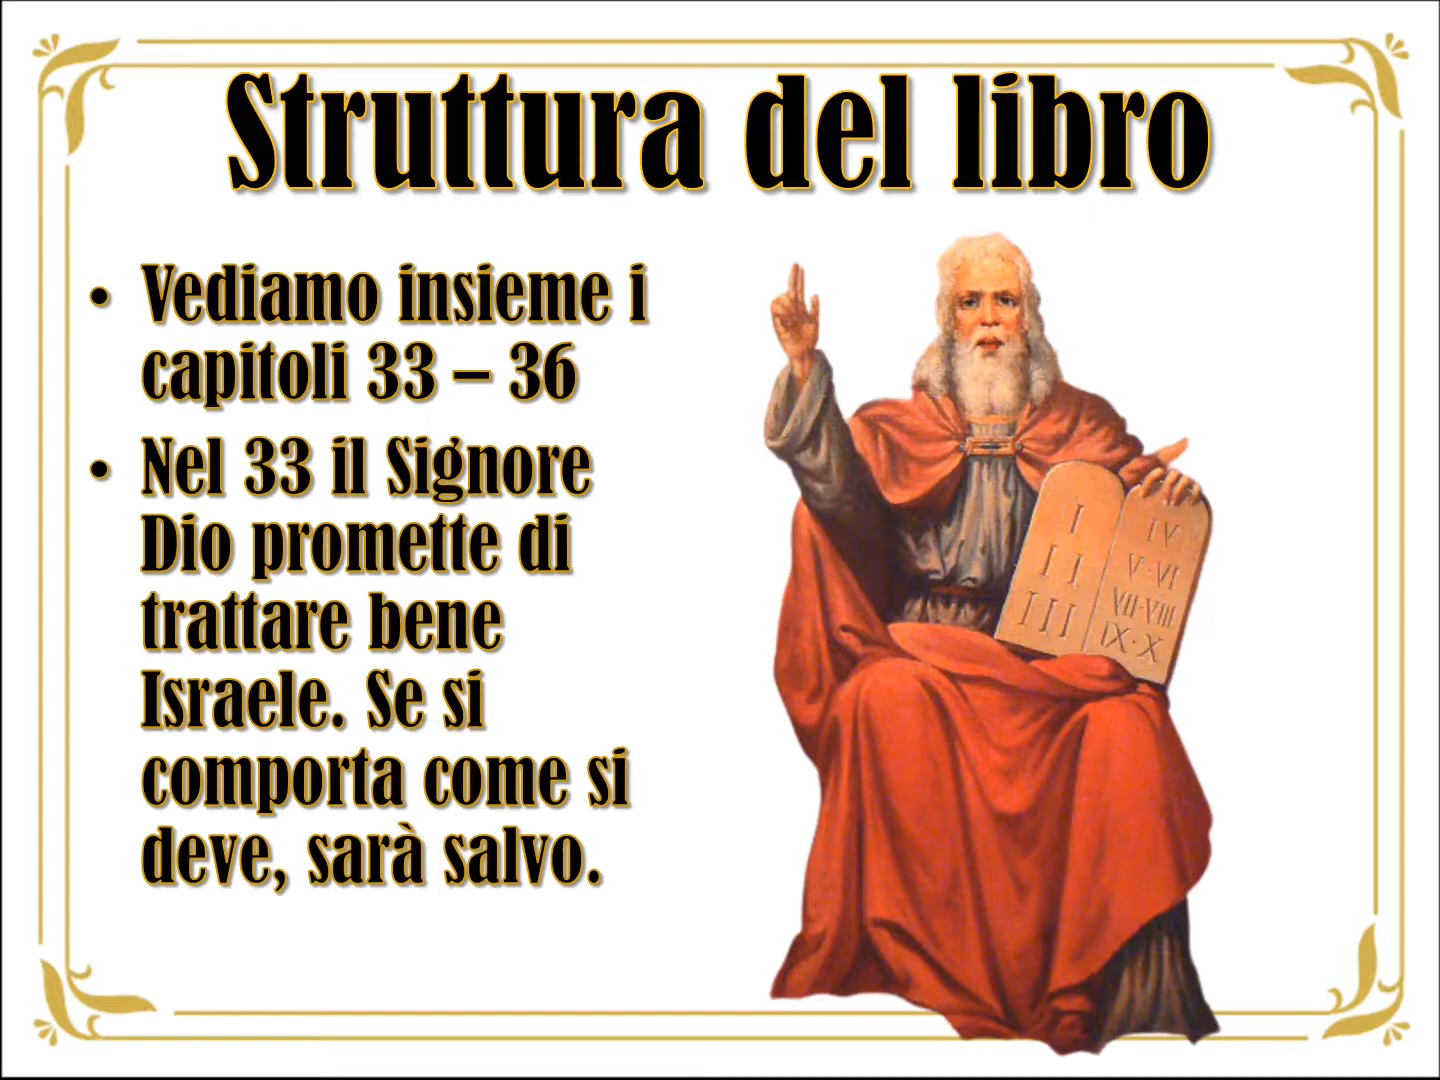 Struttura del libro
• Vediamo insieme i
capitoli 33 – 36
• Nel 33 il Signore
Dio promette di
trattare bene
Israele. Se si
comporta come si
deve, sarà salvo.
I
II
III
IV
V·VI
VII·VIII
IX·X